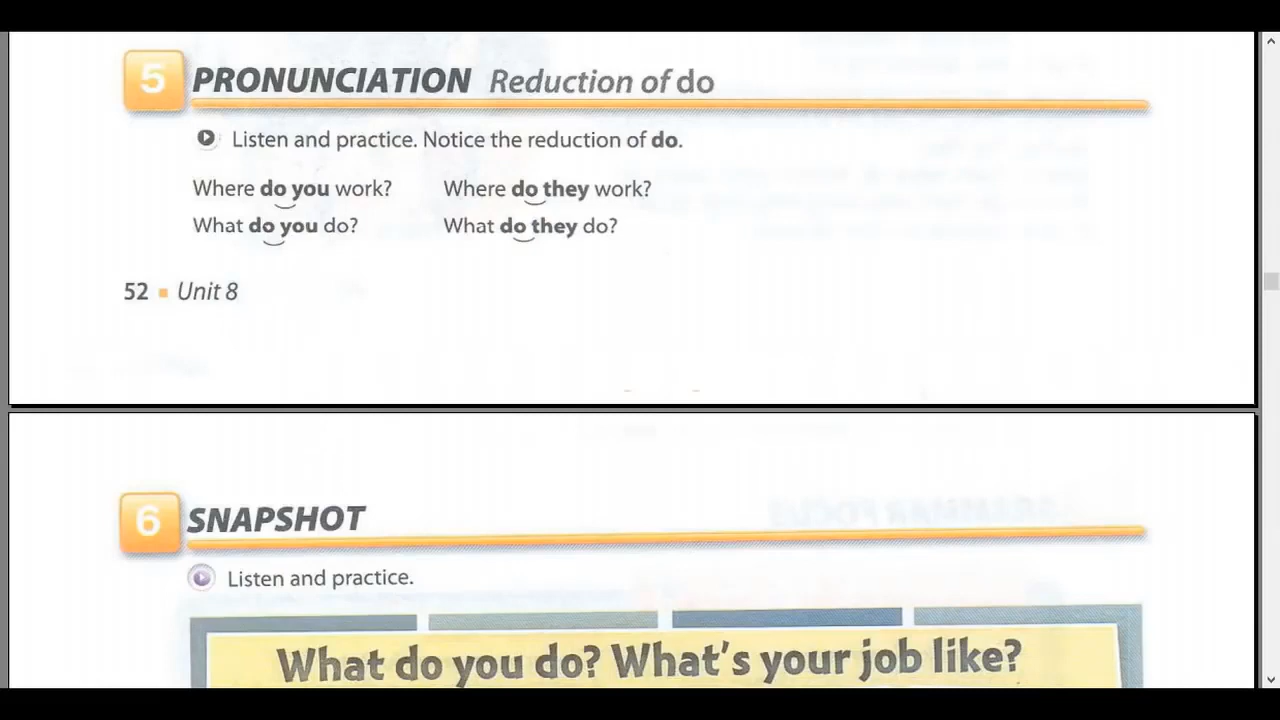 5 PRONUNCIATION Reduction of do
Listen and practice. Notice the reduction of do.
Where do you work? Where do they work?
What do you do? What do they do?
52 ▪ Unit 8
6 SNAPSHOT
Listen and practice.
What do you do? What's your job like?